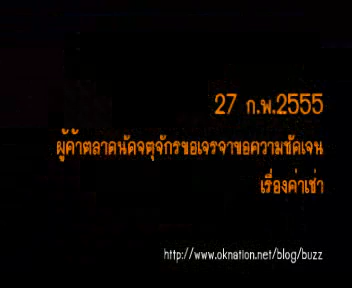 27 ก.พ.2555
ผู้ค้าตลาดนัดจตุจักรขอเจรจาขอความชัดเจน
เรื่องค่าเช่า
http://www.oknation.net/blog/buzz